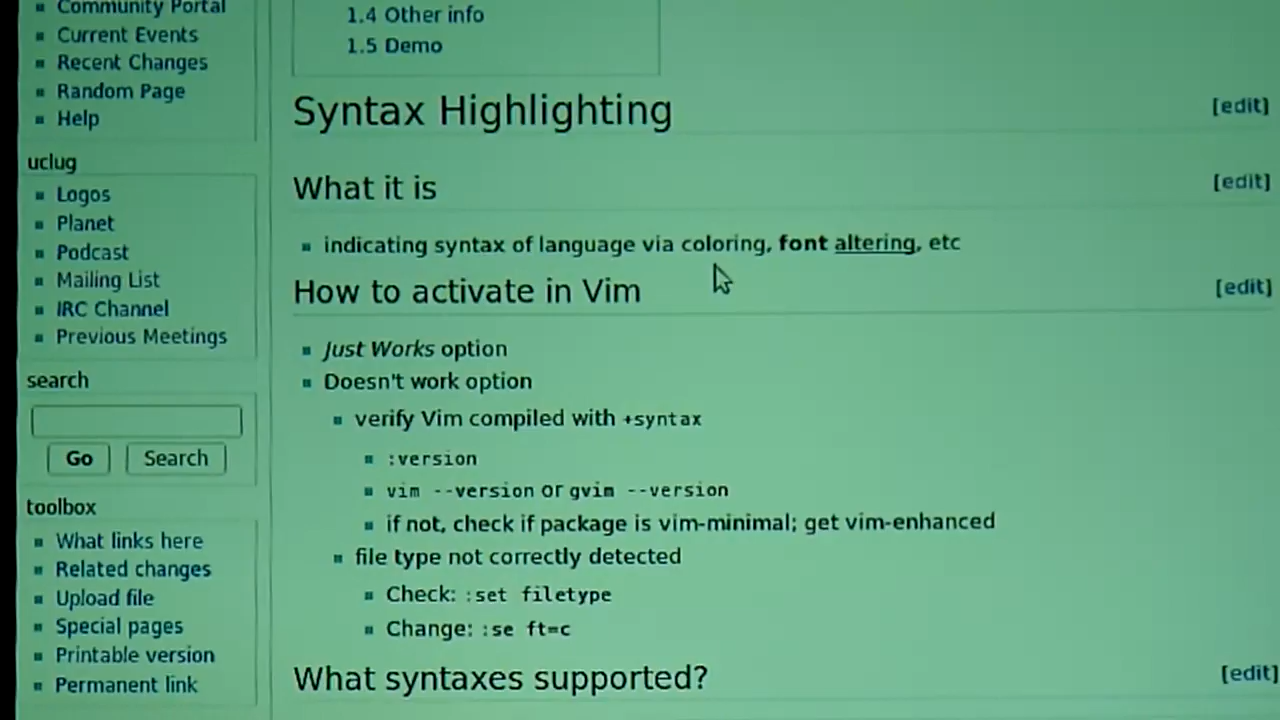 Community Portal
Current Events
Recent Changes
Random Page
Help
uclug
Logos
Planet
Podcast
Mailing List
IRC Channel
Previous Meetings
search
Go Search
toolbox
What links here
Related changes
Upload file
Special pages
Printable version
Permanent link
1.4 Other info
1.5 Demo
Syntax Highlighting [edit]
What it is [edit]
indicating syntax of language via coloring, font altering, etc
How to activate in Vim [edit]
Just Works option
Doesn't work option
verify Vim compiled with +syntax
:version
vim --version or gvim --version
if not, check if package is vim-minimal; get vim-enhanced
file type not correctly detected
Check: :set filetype
Change: :se ft=c
What syntaxes supported? [edit]